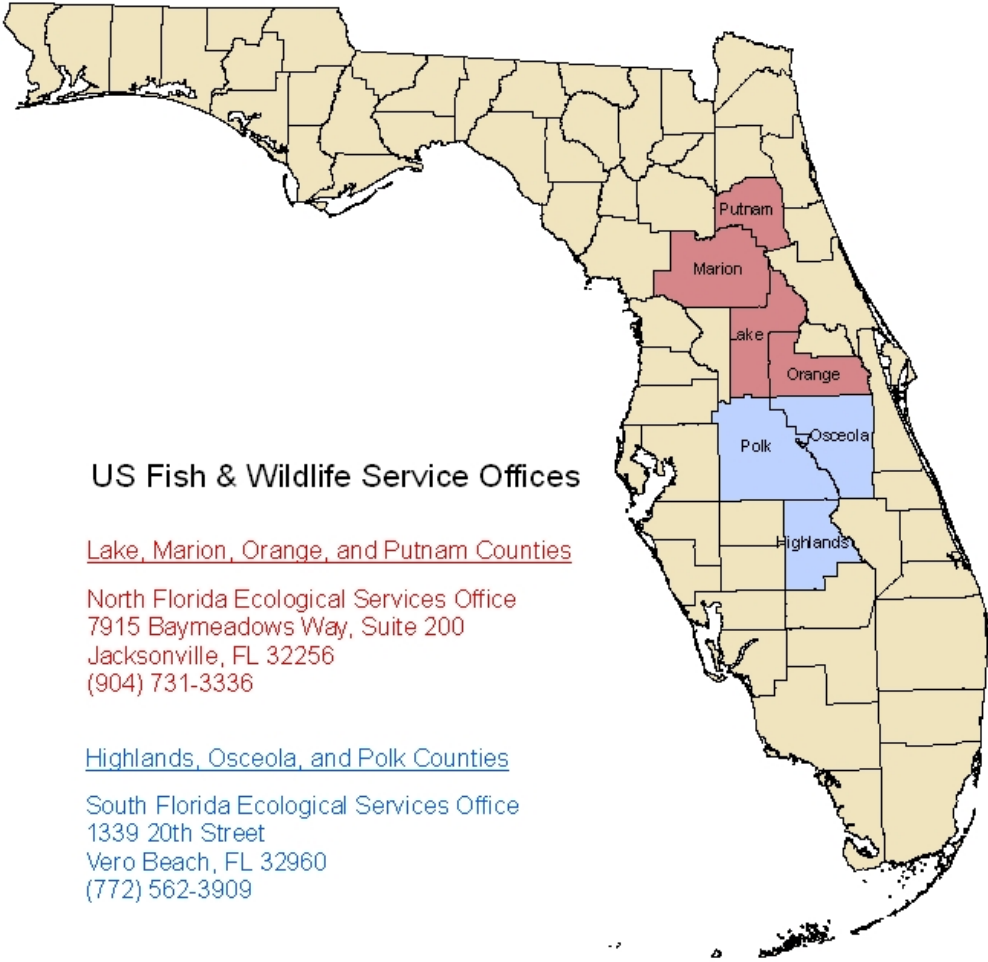 Putnam
Marion
Lake
Orange
Polk
Osceola
Highlands
US Fish & Wildlife Service Offices
Lake, Marion, Orange, and Putnam Counties
North Florida Ecological Services Office
7915 Baymeadows Way, Suite 200
Jacksonville, FL 32256
(904) 731-3336
Highlands, Osceola, and Polk Counties
South Florida Ecological Services Office
1339 20th Street
Vero Beach, FL 32960
(772) 562-3909